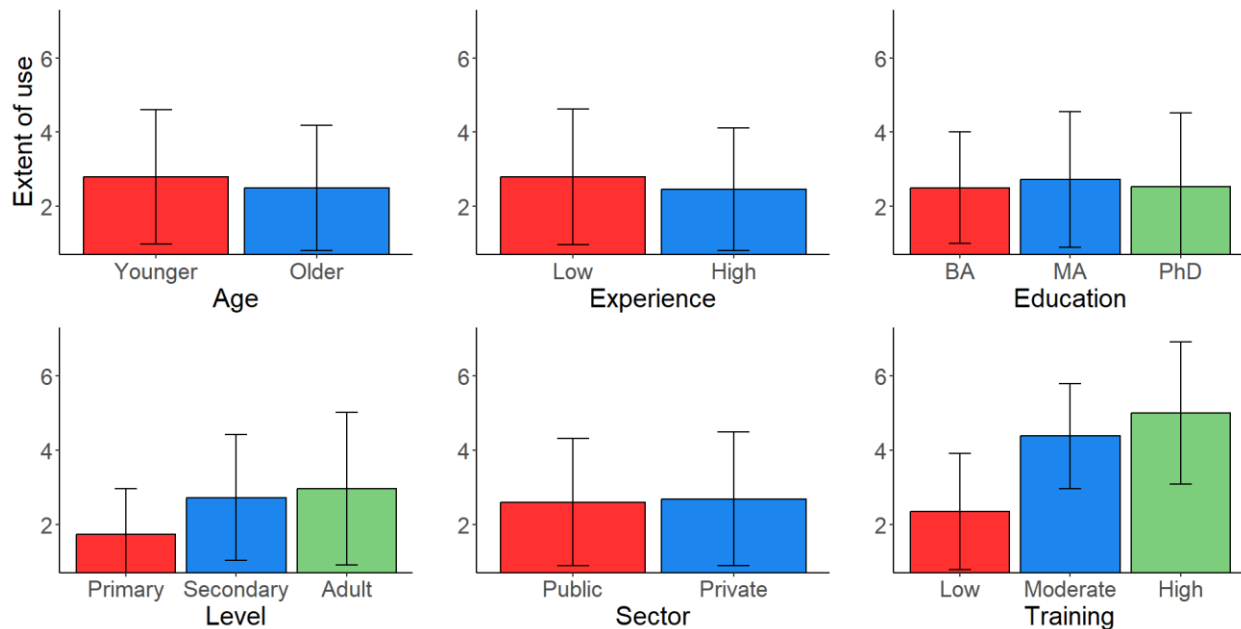 Extent of use
6
4
2
Younger Older
Age
6
4
2
Low High
Experience
6
4
2
BA MA PhD
Education
6
4
2
Primary Secondary Adult
Level
6
4
2
Public Private
Sector
6
4
2
Low Moderate High
Training